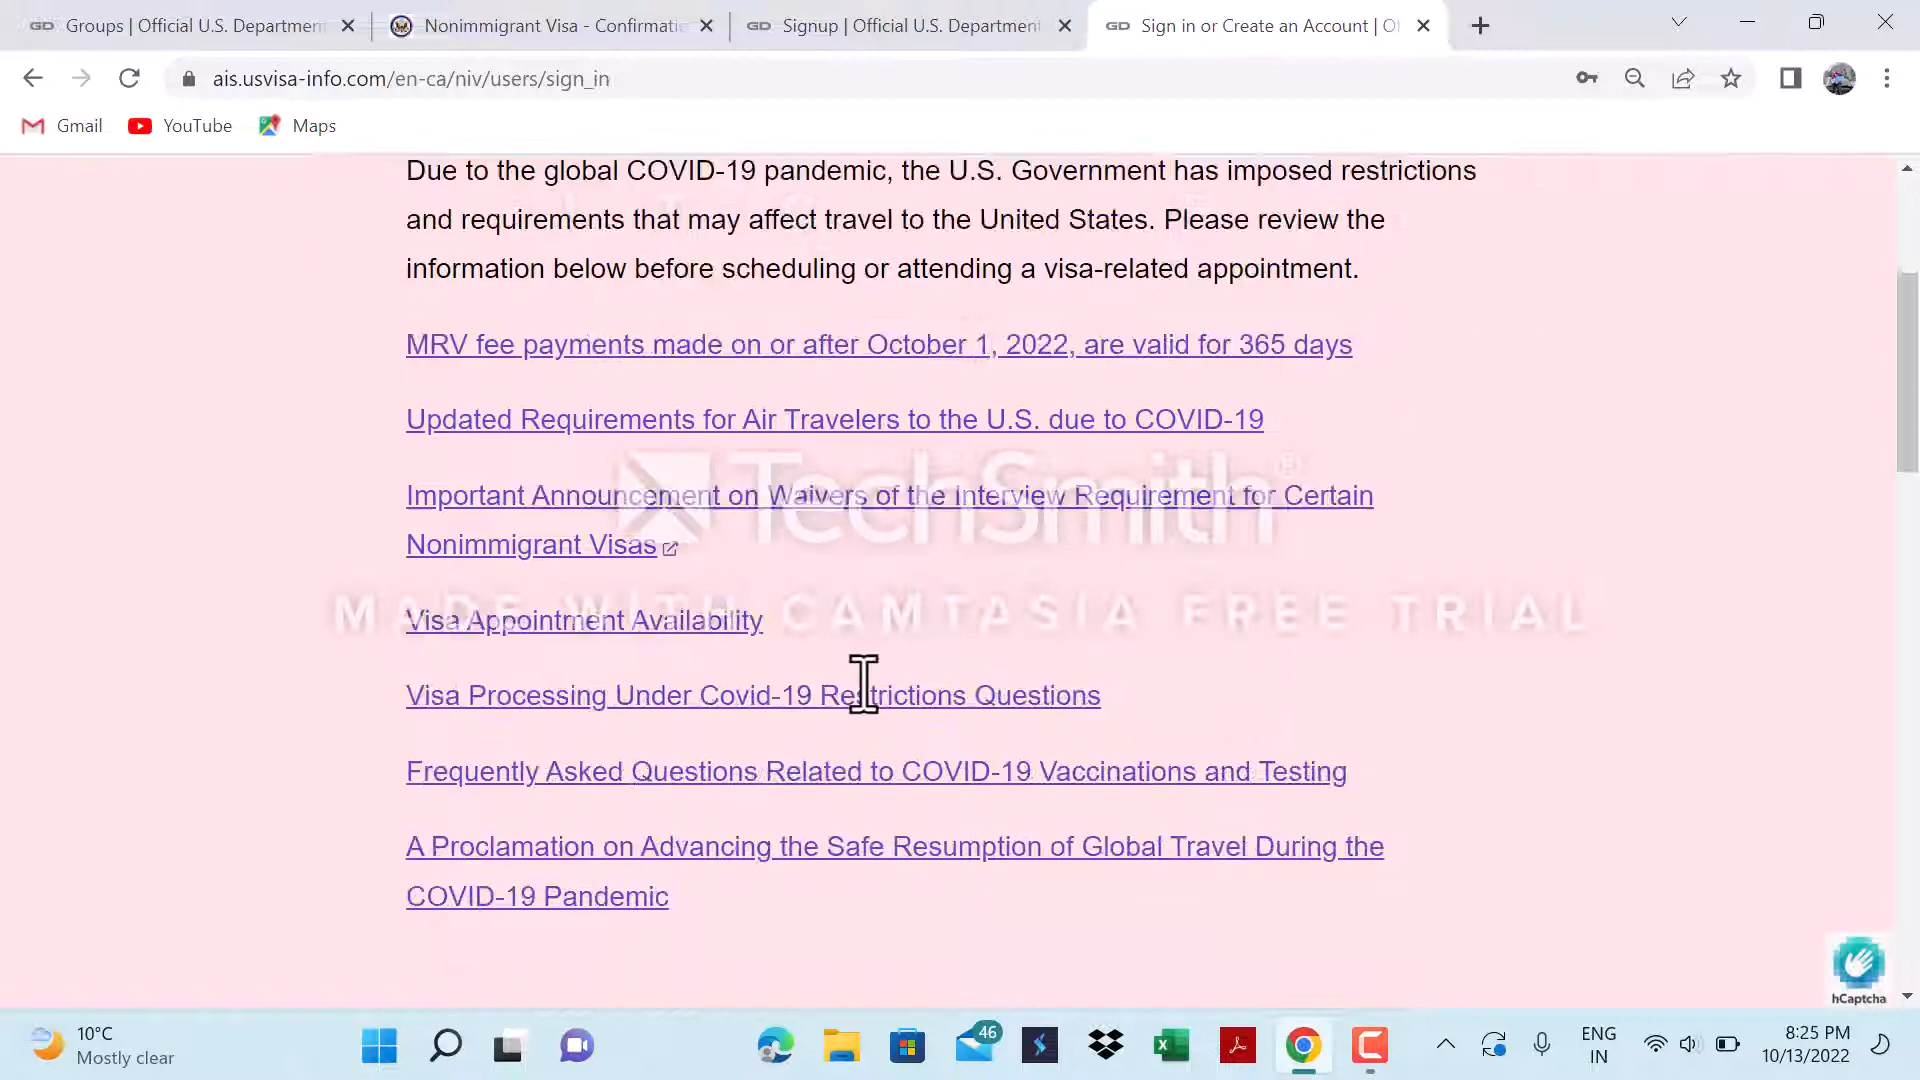 Groups | Official U.S. Department
Nonimmigrant Visa - Confirmatic
Signup | Official U.S. Department
Sign in or Create an Account | Of
ais.usvisa-info.com/en-ca/niv/users/sign_in
Gmail
YouTube
Maps
Due to the global COVID-19 pandemic, the U.S. Government has imposed restrictions
and requirements that may affect travel to the United States. Please review the
information below before scheduling or attending a visa-related appointment.
MRV fee payments made on or after October 1, 2022, are valid for 365 days
Updated Requirements for Air Travelers to the U.S. due to COVID-19
Important Announcement on Waivers of the Interview Requirement for Certain
Nonimmigrant Visas
TechSmith®
MADE WITH CAMTASIA FREE TRIAL
Visa Appointment Availability
Visa Processing Under Covid-19 Restrictions Questions
Frequently Asked Questions Related to COVID-19 Vaccinations and Testing
A Proclamation on Advancing the Safe Resumption of Global Travel During the
COVID-19 Pandemic
hCaptcha
10°C
Mostly clear
46
ENG
IN
8:25 PM
10/13/2022